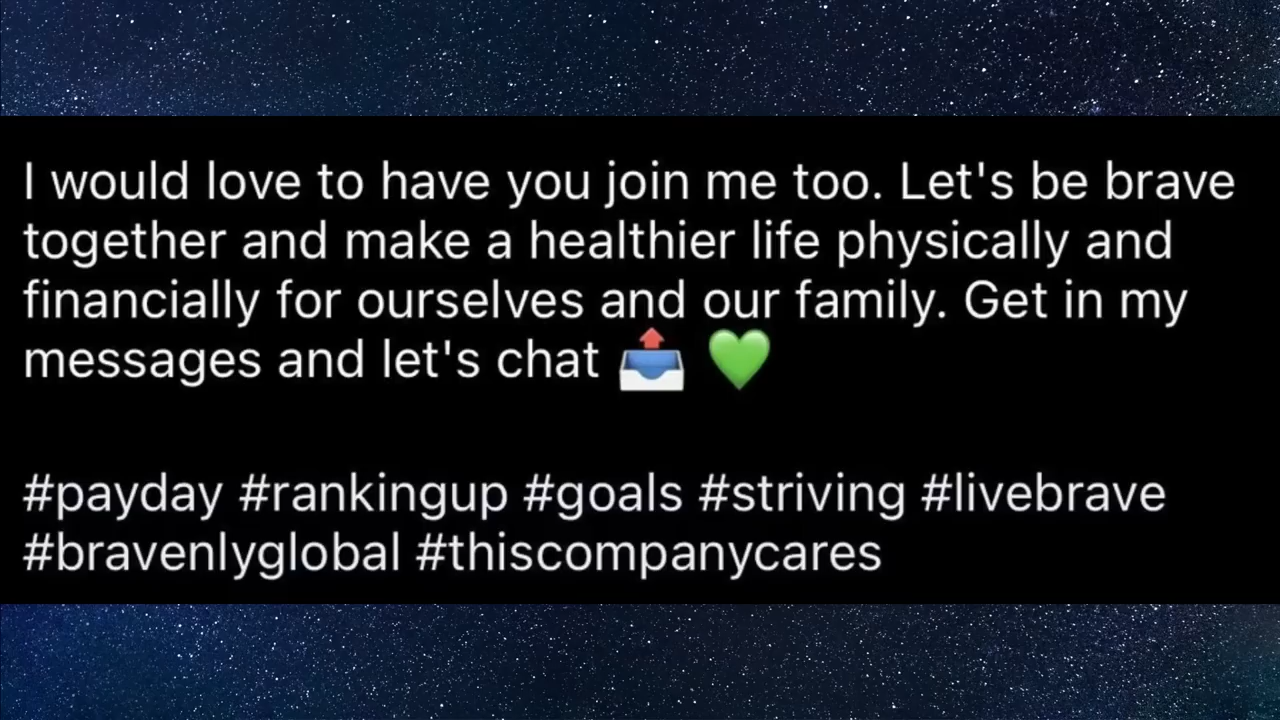 I would love to have you join me too. Let's be brave
together and make a healthier life physically and
financially for ourselves and our family. Get in my
messages and let's chat 📤 💚
#payday #rankingup #goals #striving #livebrave
#bravenlyglobal #thiscompanycares